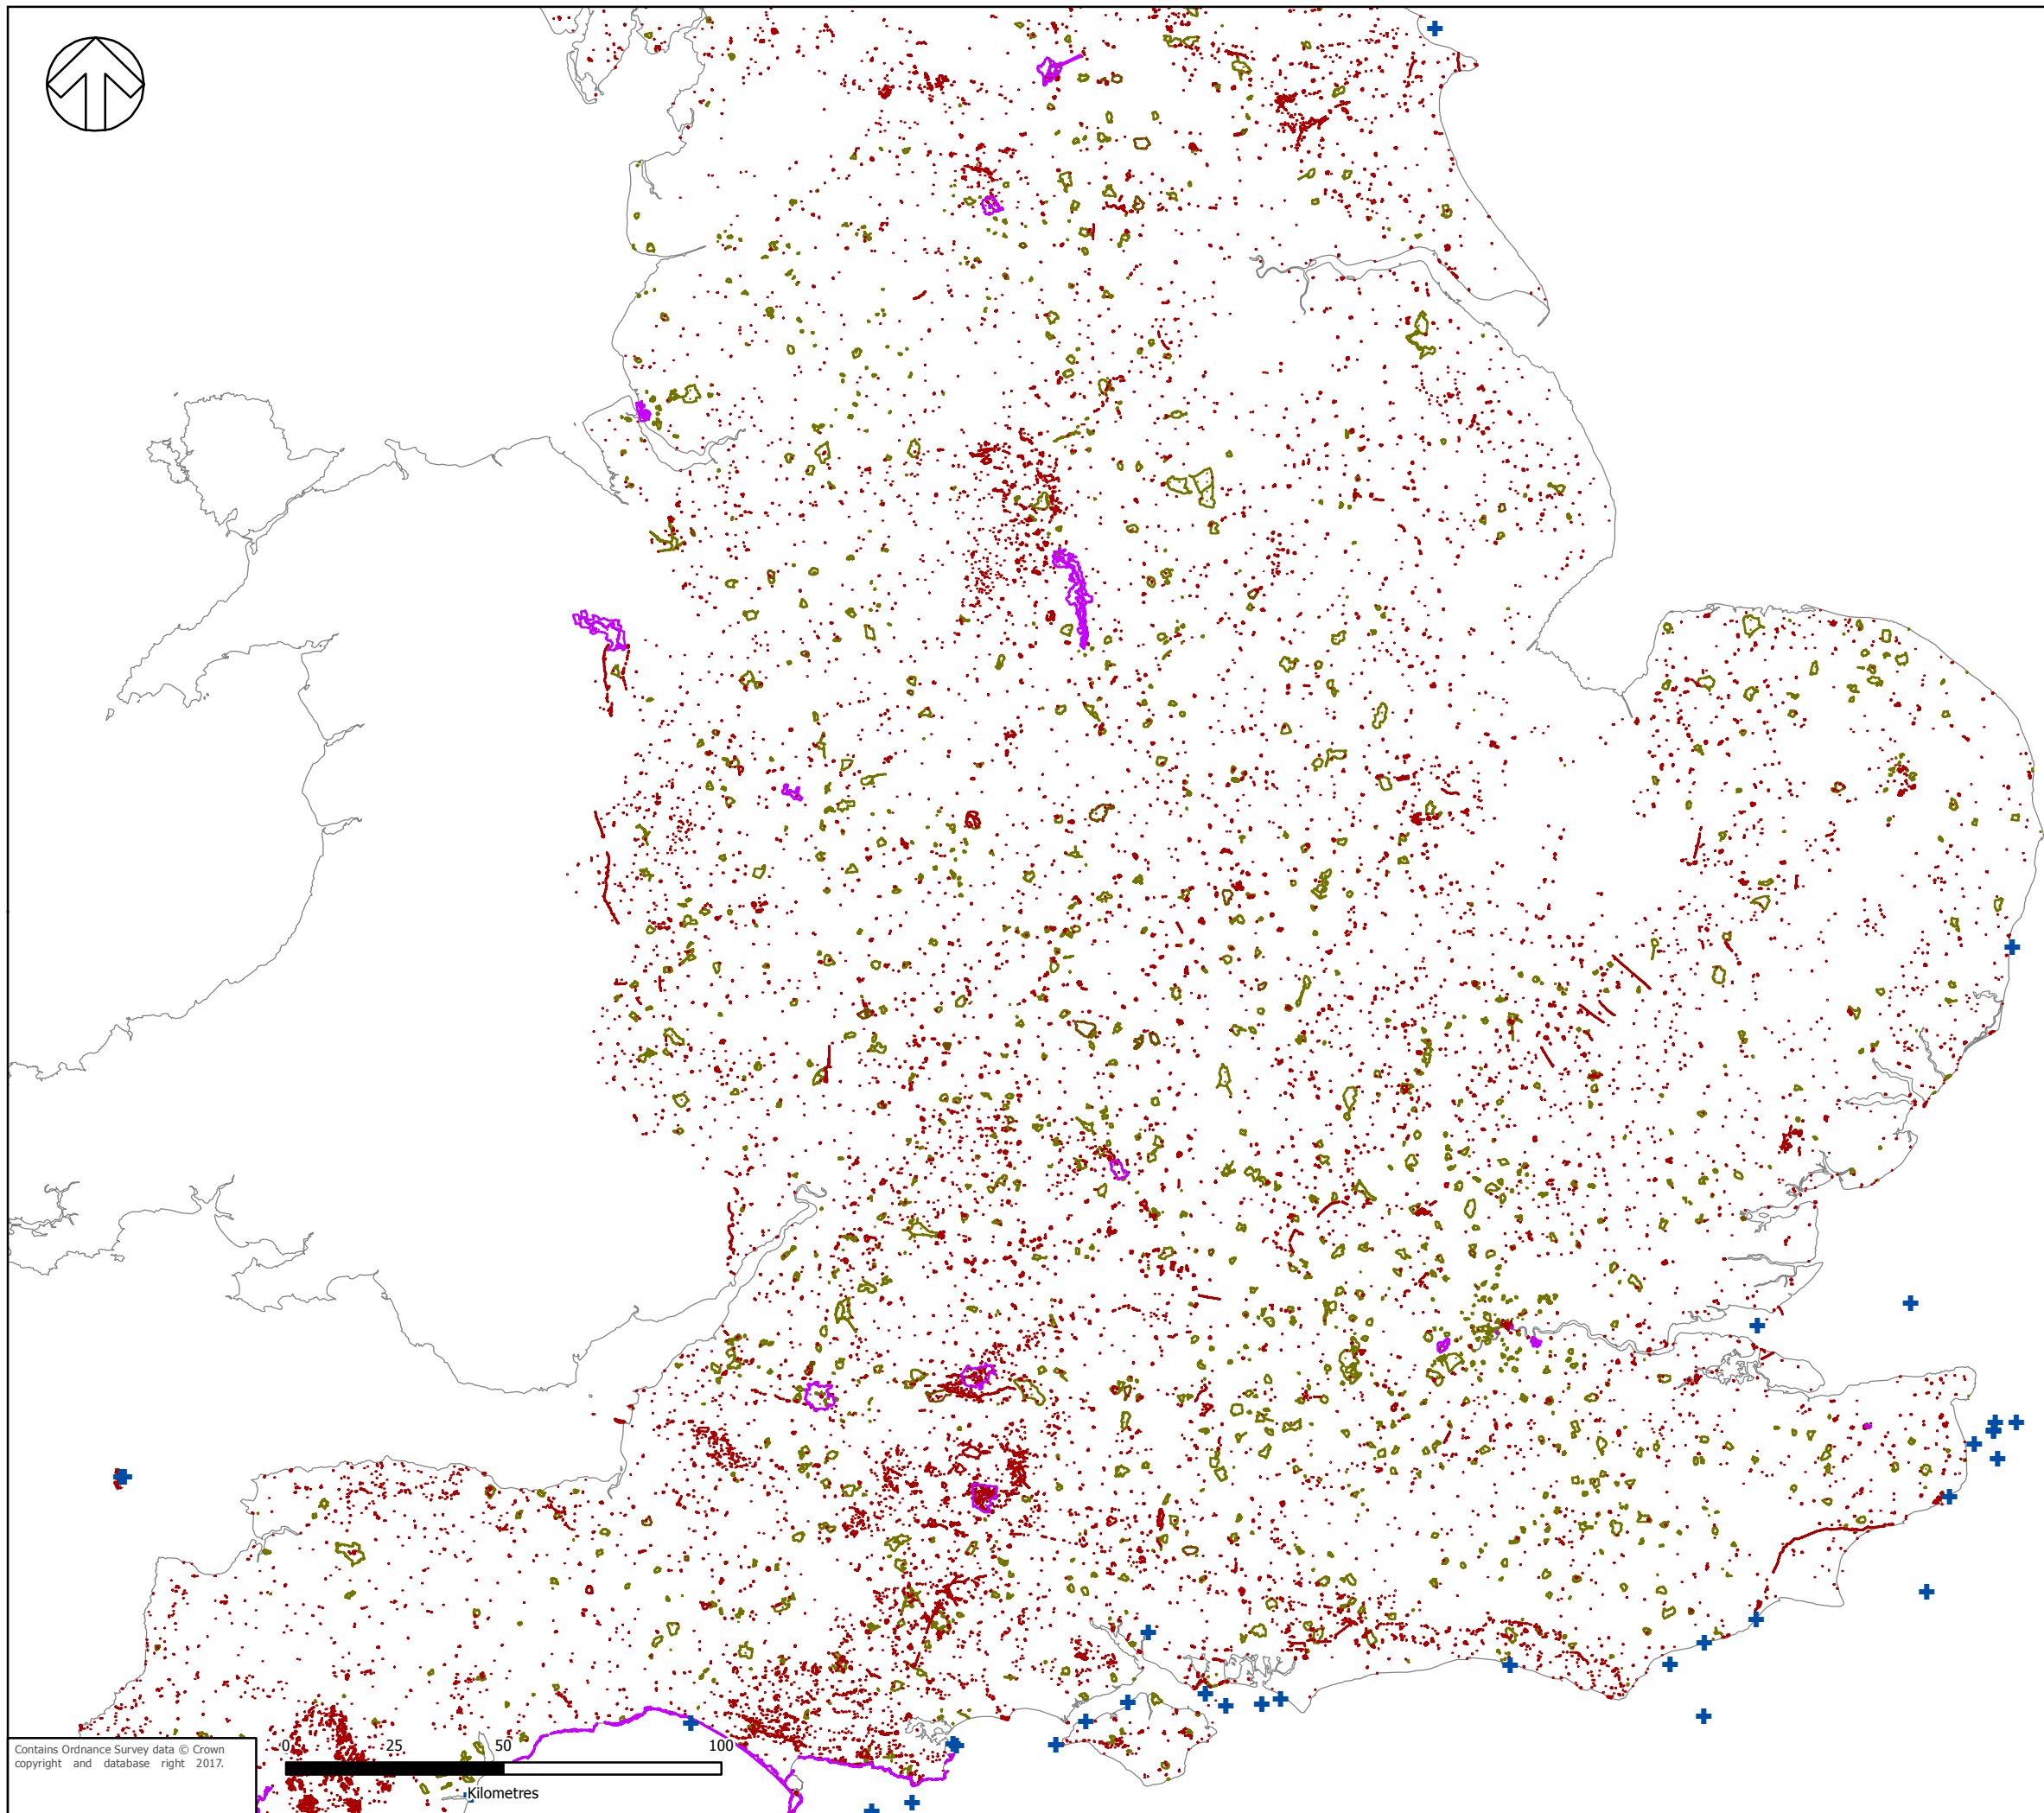 Contains Ordnance Survey data © Crown
copyright and database right 2017.
0 25 50 100
Kilometres